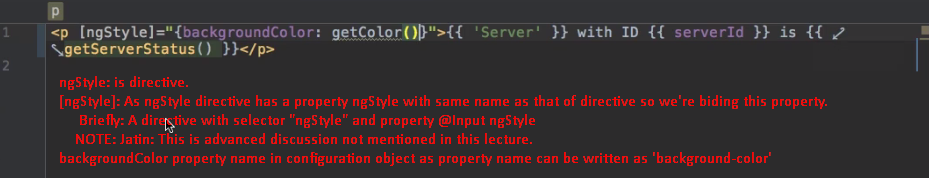 p
1 <p [ngStyle]="{backgroundColor: getColor()}">{{ 'Server' }} with ID {{ serverId }} is {{
getServerStatus() }}</p>
2
ngStyle: is directive.
[ngStyle]: As ngStyle directive has a property ngStyle with same name as that of directive so we're biding this property.
Briefly: A directive with selector "ngStyle" and property @Input ngStyle
NOTE: Jatin: This is advanced discussion not mentioned in this lecture.
backgroundColor property name in configuration object as property name can be written as 'background-color'